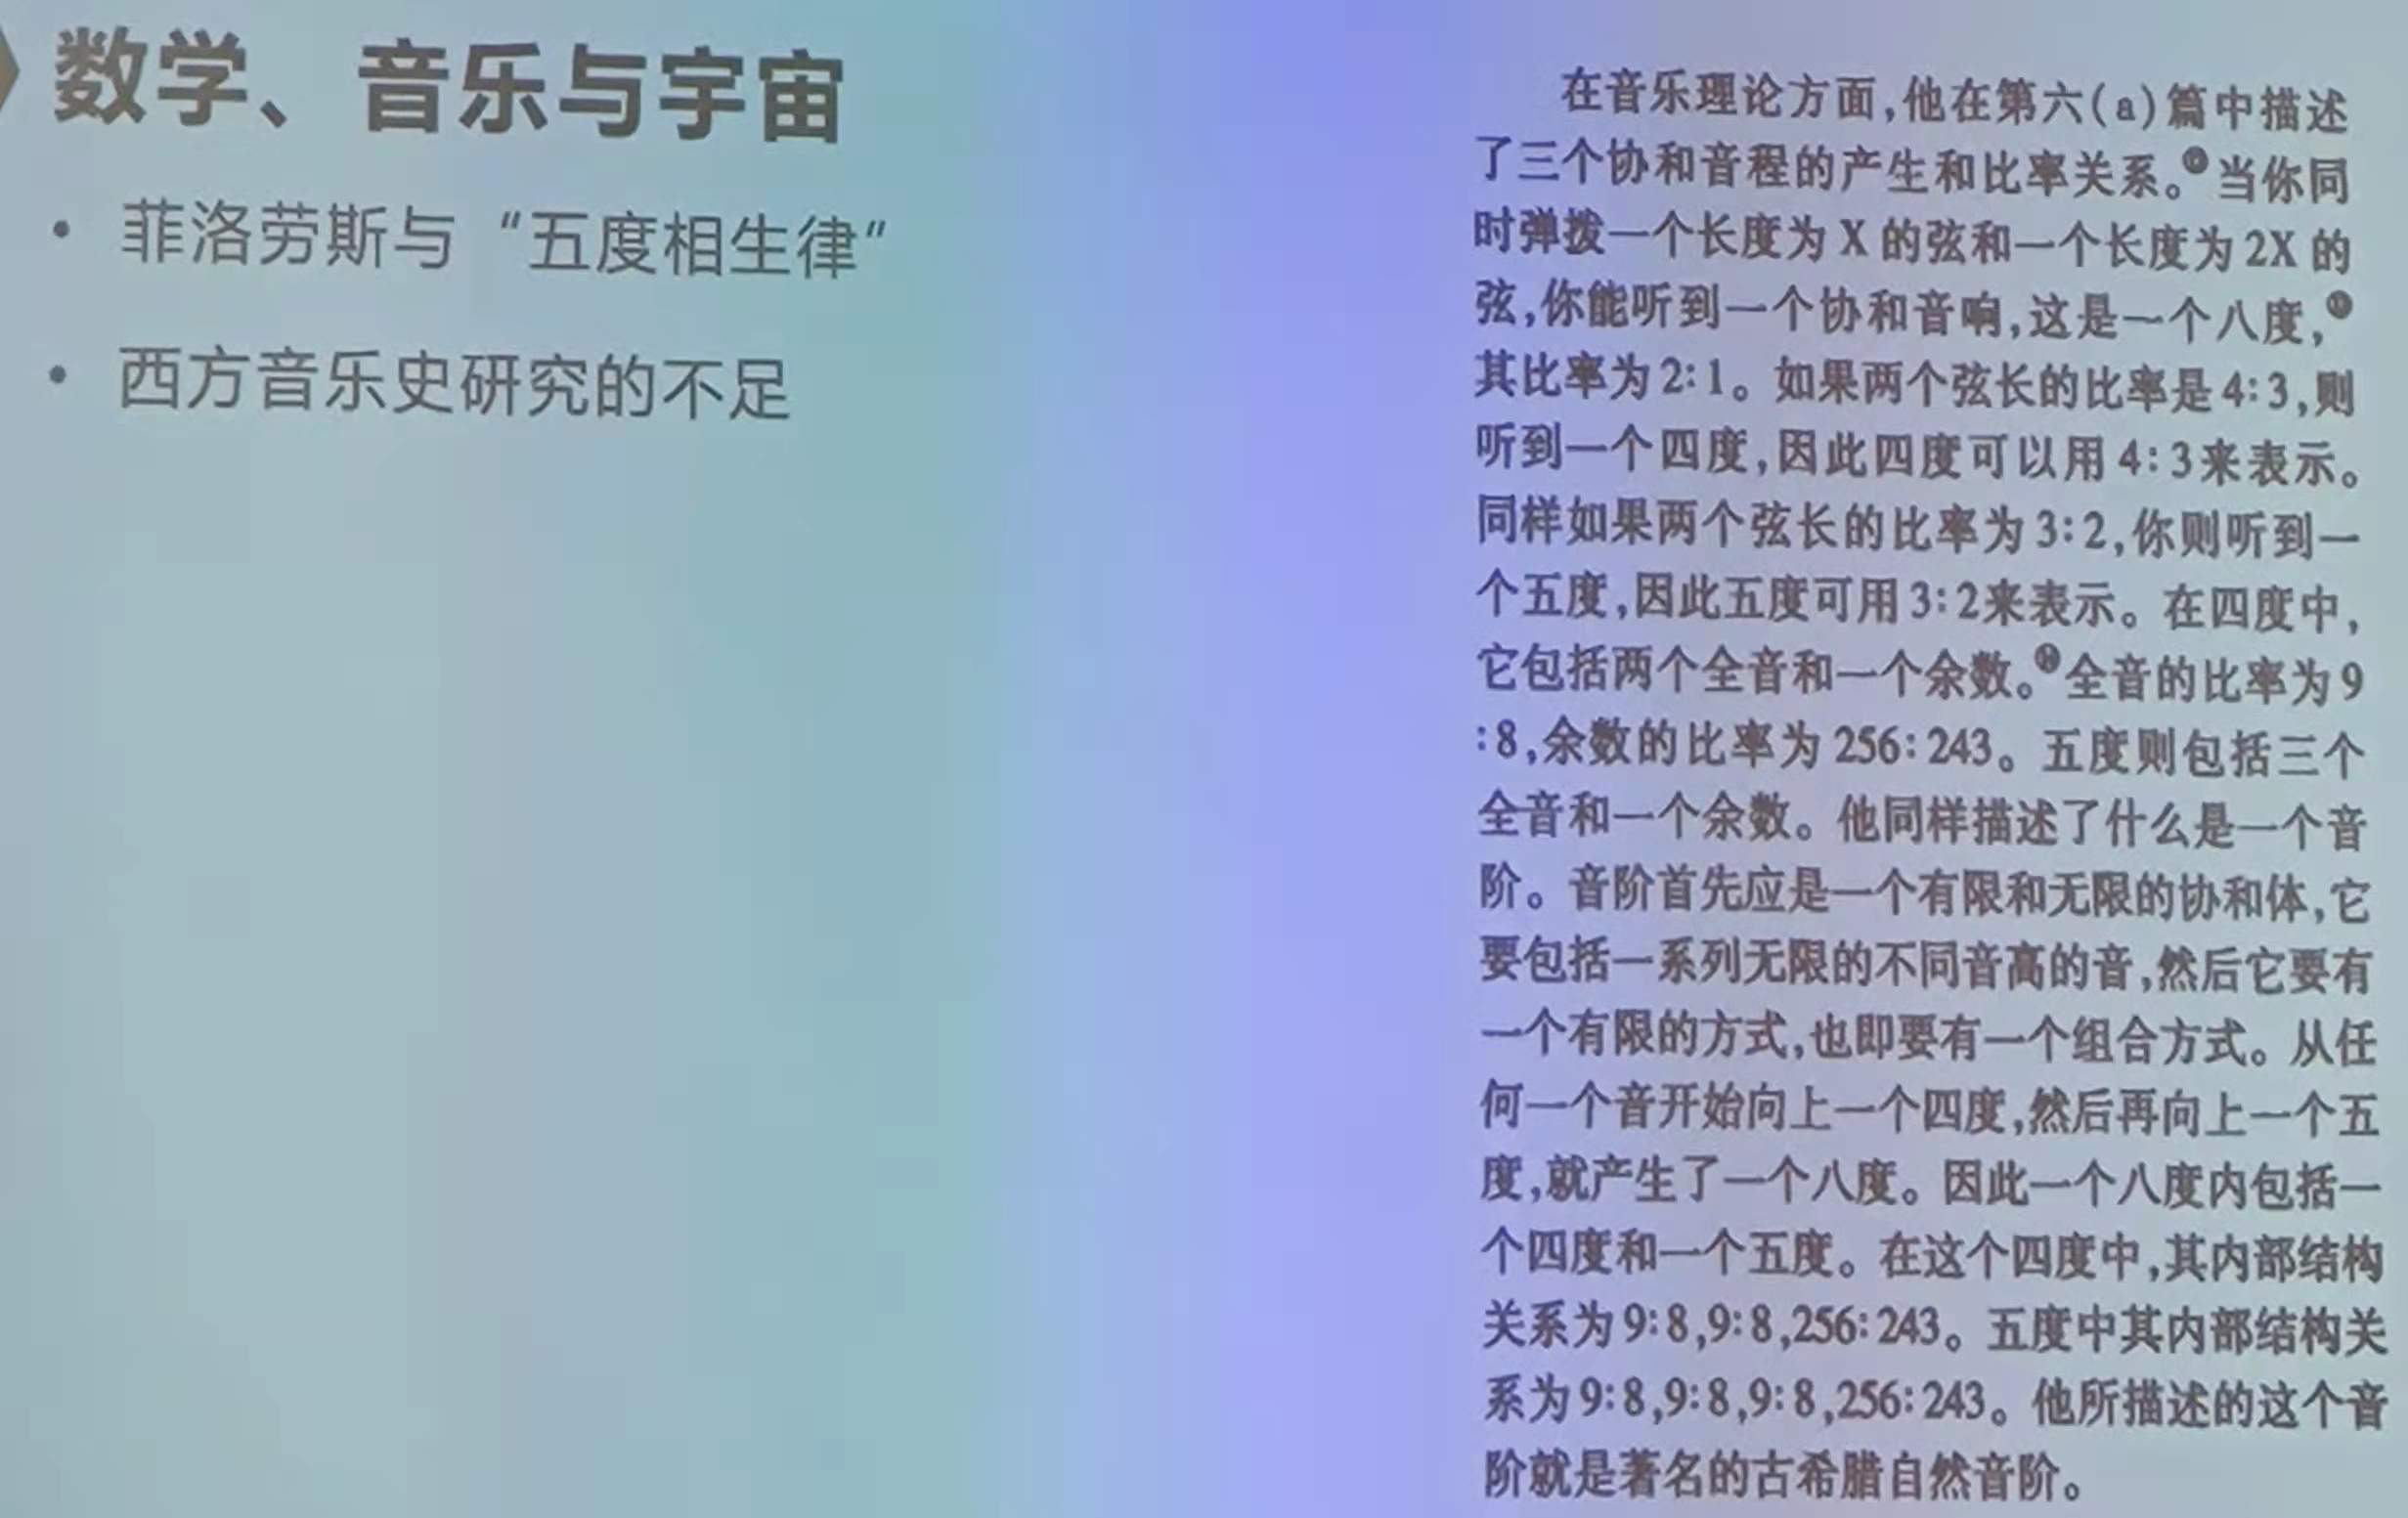 数学、音乐与宇宙
• 菲洛劳斯与“五度相生律”
• 西方音乐史研究的不足
在音乐理论方面,他在第六(a)篇中描述
了三个协和音程的产生和比率关系。⑫当你同
时弹拨一个长度为X的弦和一个长度为2X的
弦,你能听到一个协和音响,这是一个八度,⑬
其比率为2:1。如果两个弦长的比率是4:3,则
听到一个四度,因此四度可以用4:3来表示。
同样如果两个弦长的比率为3:2,你则听到一
个五度,因此五度可用3:2来表示。在四度中,
它包括两个全音和一个余数。⑭全音的比率为9
:8,余数的比率为256:243。五度则包括三个
全音和一个余数。他同样描述了什么是一个音
阶。音阶首先应是一个有限和无限的协和体,它
要包括一系列无限的不同音高的音,然后它要有
一个有限的方式,也即要有一个组合方式。从任
何一个音开始向上一个四度,然后再向上一个五
度,就产生了一个八度。因此一个八度内包括一
个四度和一个五度。在这个四度中,其内部结构
关系为9:8,9:8,256:243。五度中其内部结构关
系为9:8,9:8,9:8,256:243。他所描述的这个音
阶就是著名的古希腊自然音阶。